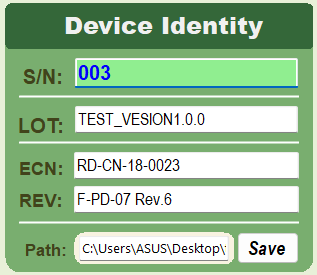 Device Identity
S/N: 003
LOT: TEST_VESION1.0.0
ECN: RD-CN-18-0023
REV: F-PD-07 Rev.6
Path: C:\Users\ASUS\Desktop\ Save